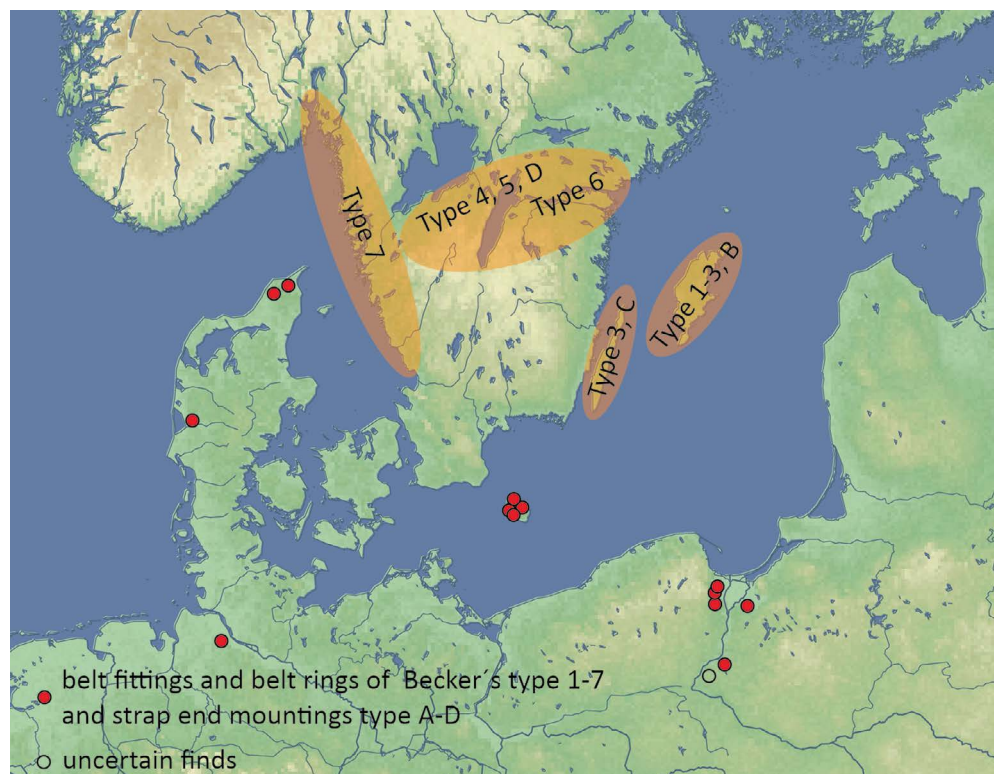 Type 4, 5, D
Type 6
Type 7
Type 1-3, B
Type 3, C
belt fittings and belt rings of Becker´s type 1-7
and strap end mountings type A-D
uncertain finds